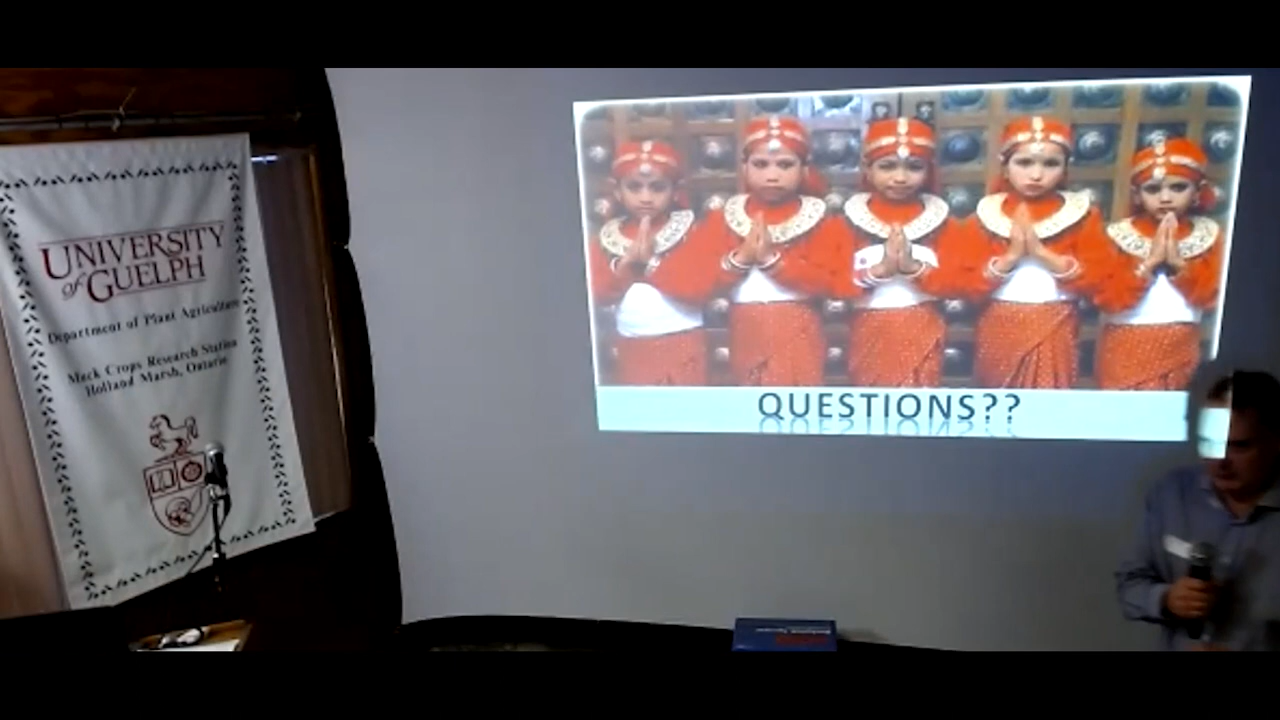 UNIVERSITY
of GUELPH
Department of Plant Agriculture
Muck Crops Research Station
Holland Marsh, Ontario
QUESTIONS??